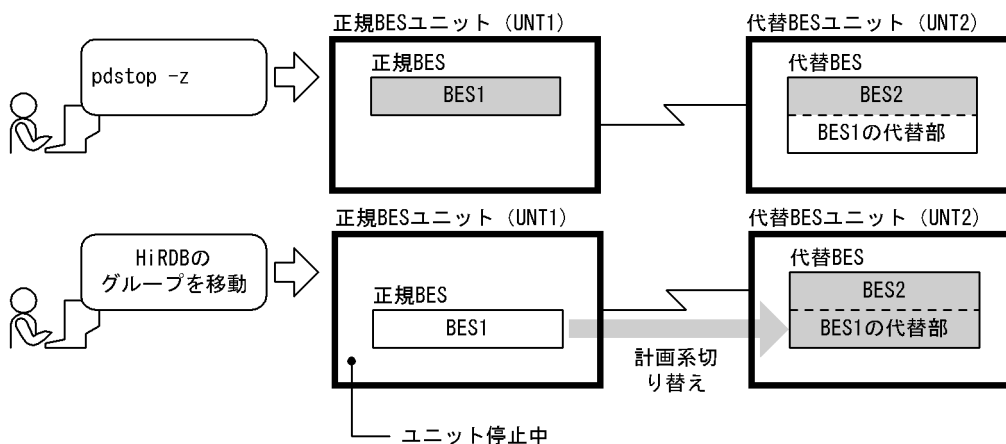 正規BESユニット（UNT1）
代替BESユニット（UNT2）
pdstop -z
正規BES
BES1
代替BES
BES2
BES1の代替部
正規BESユニット（UNT1）
代替BESユニット（UNT2）
HiRDBの
グループを移動
正規BES
BES1
代替BES
BES2
BES1の代替部
計画系切
り替え
ユニット停止中